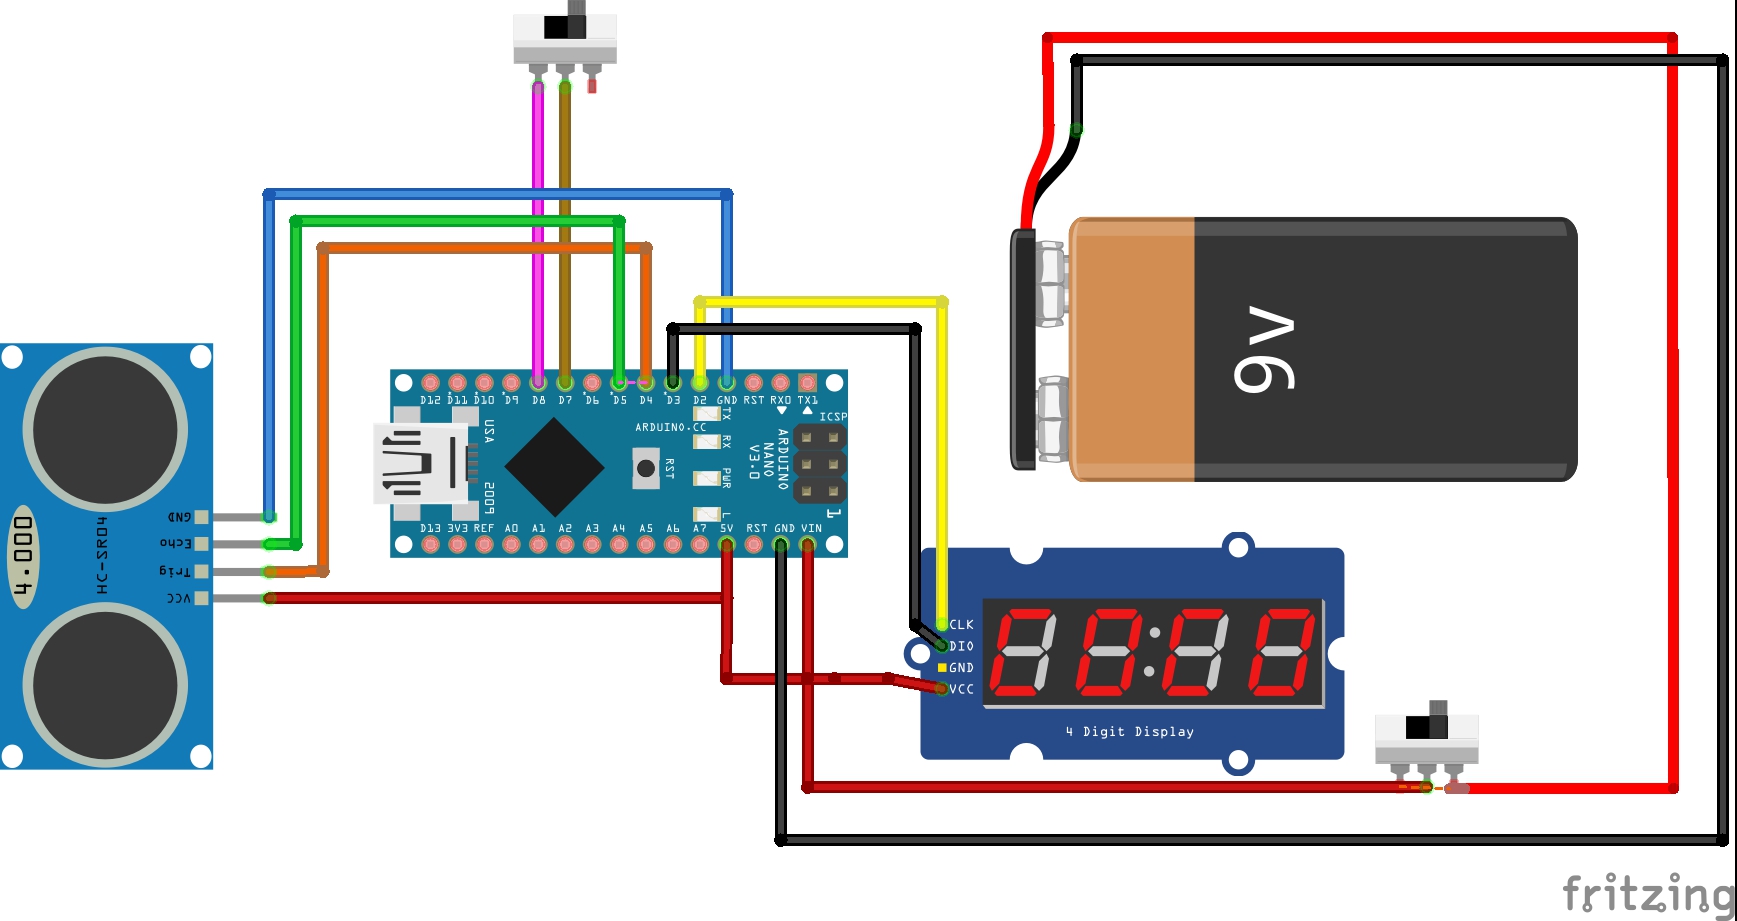 9v
D12 D11 D10 D9 D8 D7 D6 D5 D4 D3 D2 GND RST RX0 TX1
ICSP
ARDUINO.CC
TX
RX
PWR
L
RST
USA
2009
ARDUINO
NANO
V3.0
1
D13 3V3 REF A0 A1 A2 A3 A4 A5 A6 A7 5V RST GND VIN
GND
Echo
Trig
VCC
HC-SR04
4.000
CLK
DIO
GND
VCC
4 Digit Display
fritzing